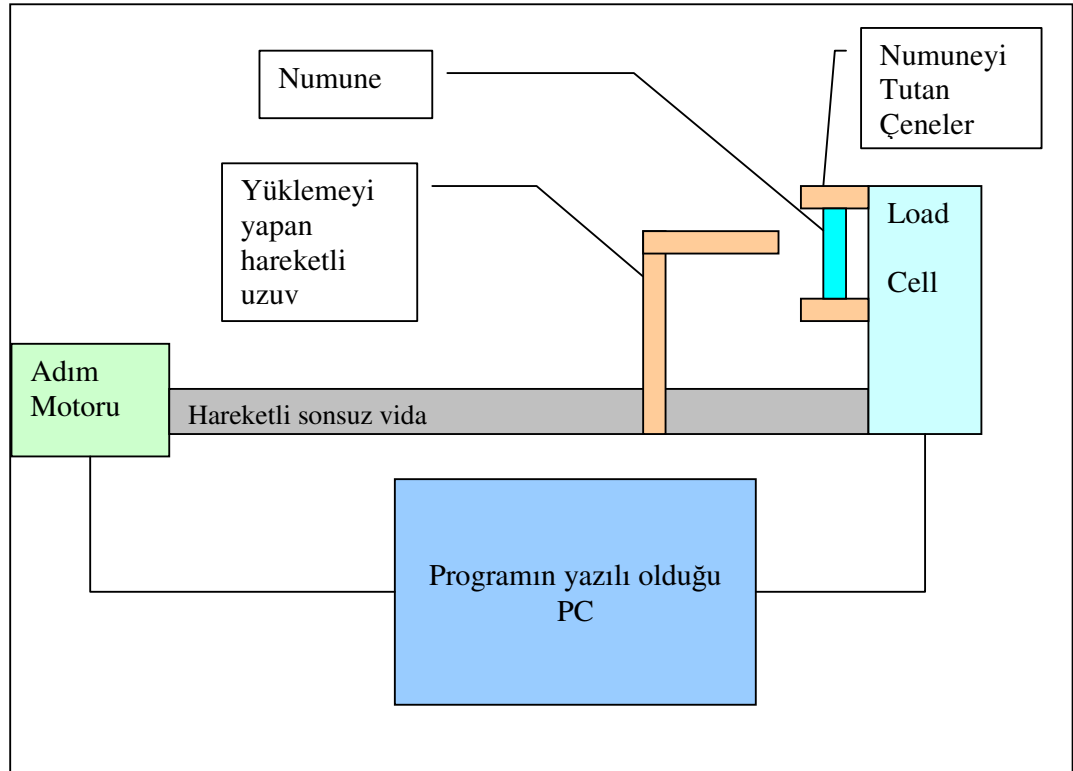 Numune
Numuneyi
Tutan
Çeneler
Yüklemeyi
yapan
hareketli
uzuv
Load
Cell
Adım
Motoru
Hareketli sonsuz vida
Programın yazılı olduğu
PC